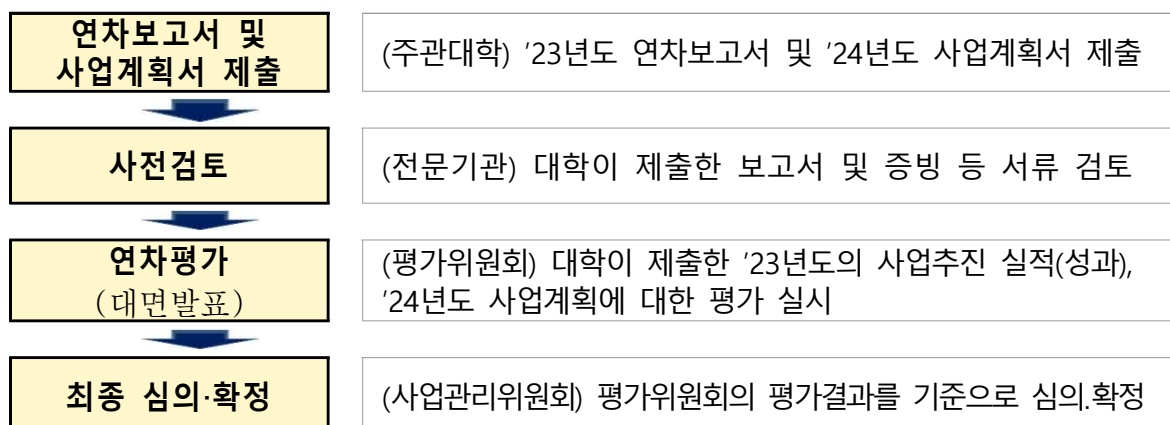 연차보고서 및
사업계획서 제출
(주관대학) ’23년도 연차보고서 및 ’24년도 사업계획서 제출
사전검토
(전문기관) 대학이 제출한 보고서 및 증빙 등 서류 검토
연차평가
(대면발표)
(평가위원회) 대학이 제출한 ’23년도의 사업추진 실적(성과),
’24년도 사업계획에 대한 평가 실시
최종 심의·확정
(사업관리위원회) 평가위원회의 평가결과를 기준으로 심의.확정